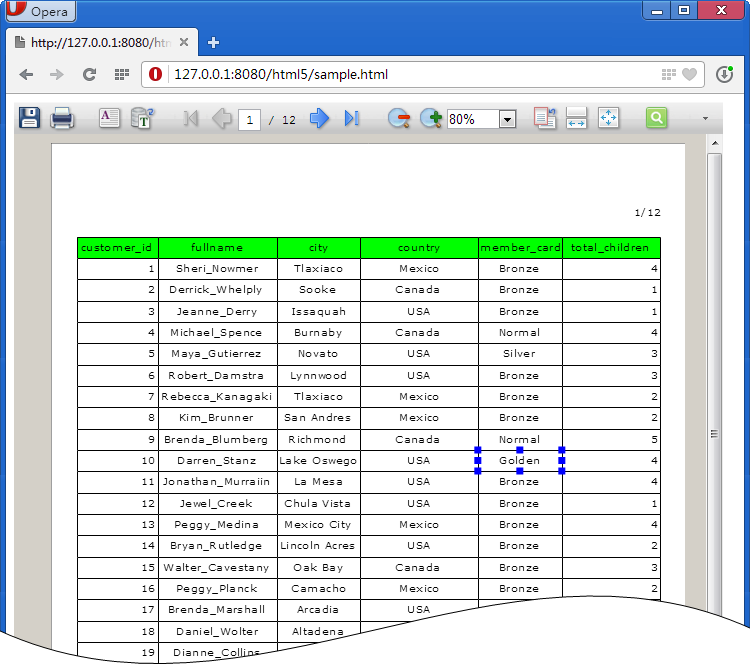 Opera
http://127.0.0.1:8080/htm
127.0.0.1:8080/html5/sample.html
1 / 12 80%
1/12
customer_id fullname city country member_card total_children
1 Sheri_Nowmer Tlaxiaco Mexico Bronze 4
2 Derrick_Whelply Sooke Canada Bronze 1
3 Jeanne_Derry Issaquah USA Bronze 1
4 Michael_Spence Burnaby Canada Normal 4
5 Maya_Gutierrez Novato USA Silver 3
6 Robert_Damstra Lynnwood USA Bronze 3
7 Rebecca_Kanagaki Tlaxiaco Mexico Bronze 2
8 Kim_Brunner San Andres Mexico Bronze 2
9 Brenda_Blumberg Richmond Canada Normal 5
10 Darren_Stanz Lake Oswego USA Golden 4
11 Jonathan_Murraiin La Mesa USA Bronze 4
12 Jewel_Creek Chula Vista USA Bronze 1
13 Peggy_Medina Mexico City Mexico Bronze 4
14 Bryan_Rutledge Lincoln Acres USA Bronze 2
15 Walter_Cavestany Oak Bay Canada Bronze 3
16 Peggy_Planck Camacho Mexico Bronze 2
17 Brenda_Marshall Arcadia USA
18 Daniel_Wolter Altadena
19 Dianne_Collins